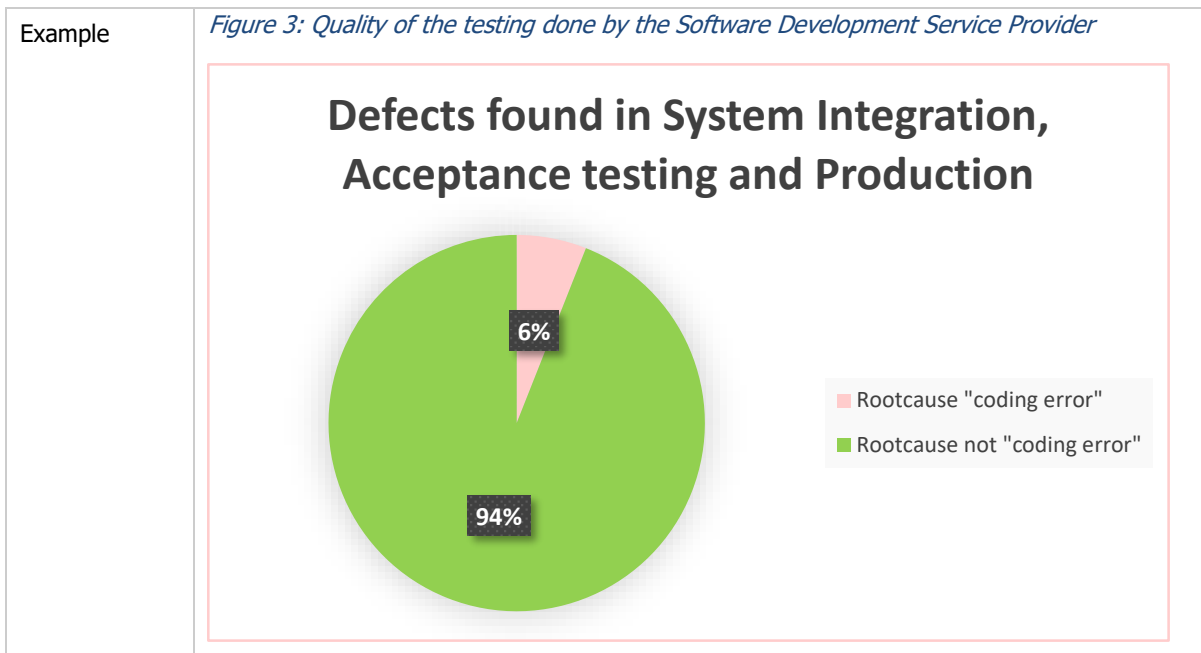 Example
Figure 3: Quality of the testing done by the Software Development Service Provider
Defects found in System Integration,
Acceptance testing and Production
6%
94%
Rootcause "coding error"
Rootcause not "coding error"